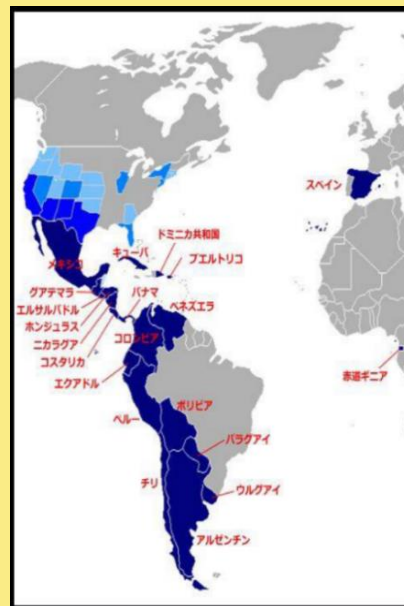 スペイン
ドミニカ共和国
キューバ
プエルトリコ
メキシコ
グアテマラ
パナマ
エルサルバドル
ベネズエラ
ホンジュラス
ニカラグア
コロンビア
コスタリカ
エクアドル
赤道ギニア
ボリビア
ペルー
パラグアイ
チリ
ウルグアイ
アルゼンチン